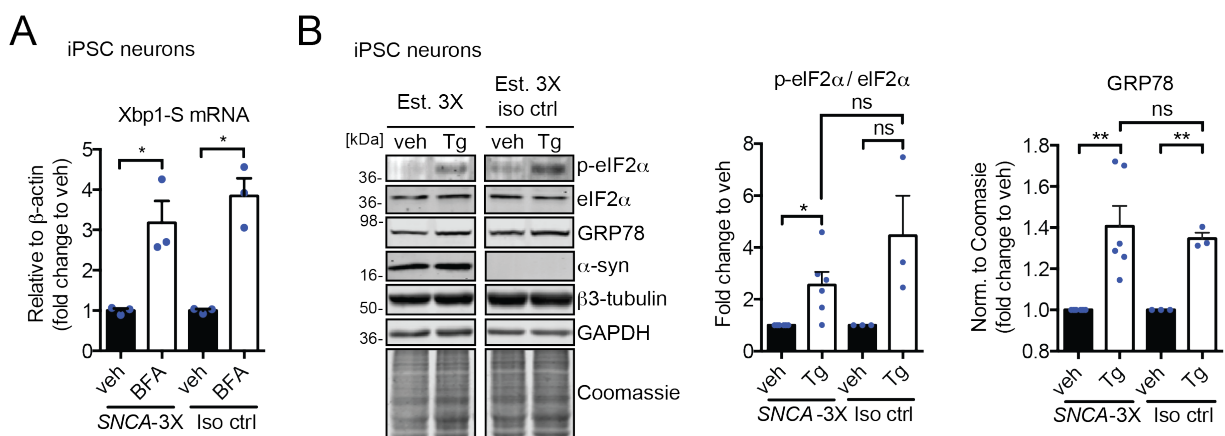 A
iPSC neurons
Xbp1-S mRNA
Relative to β-actin
(fold change to veh)
5
4
3
2
1
0
*
*
veh
BFA
veh
BFA
SNCA-3X
Iso ctrl
B
iPSC neurons
Est. 3X
Est. 3X
iso ctrl
[kDa]
veh
Tg
veh
Tg
36-
p-eIF2α
36-
eIF2α
98-
GRP78
16-
α-syn
50-
β3-tubulin
36-
GAPDH
Coomassie
p-eIF2α/ eIF2α
Fold change to veh
8
6
4
2
0
ns
ns
*
veh
Tg
veh
Tg
SNCA-3X
Iso ctrl
GRP78
Norm. to Coomasie
(fold change to veh)
1.8
1.6
1.4
1.2
1.0
0.8
ns
**
**
veh
Tg
veh
Tg
SNCA-3X
Iso ctrl